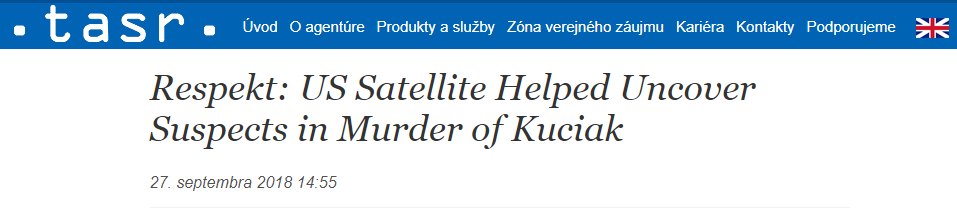 .tasr.
Úvod O agentúre Produkty a služby Zóna verejného záujmu Kariéra Kontakty Podporujeme
Respekt: US Satellite Helped Uncover
Suspects in Murder of Kuciak
27. septembra 2018 14:55